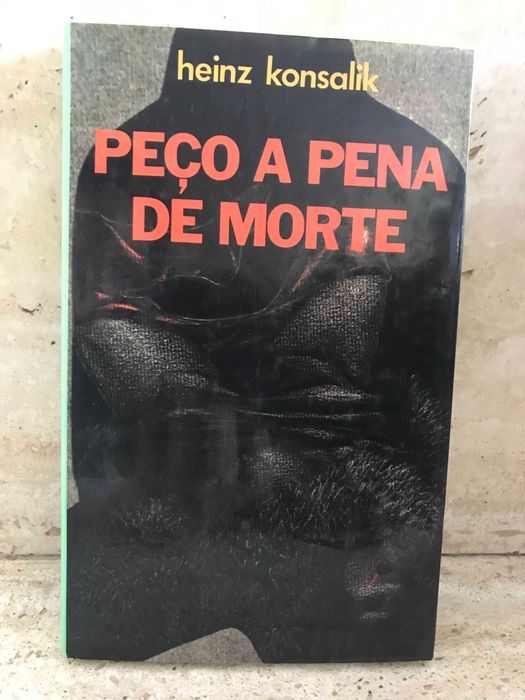 heinz konsalik
PEÇO A PENA
DE MORTE